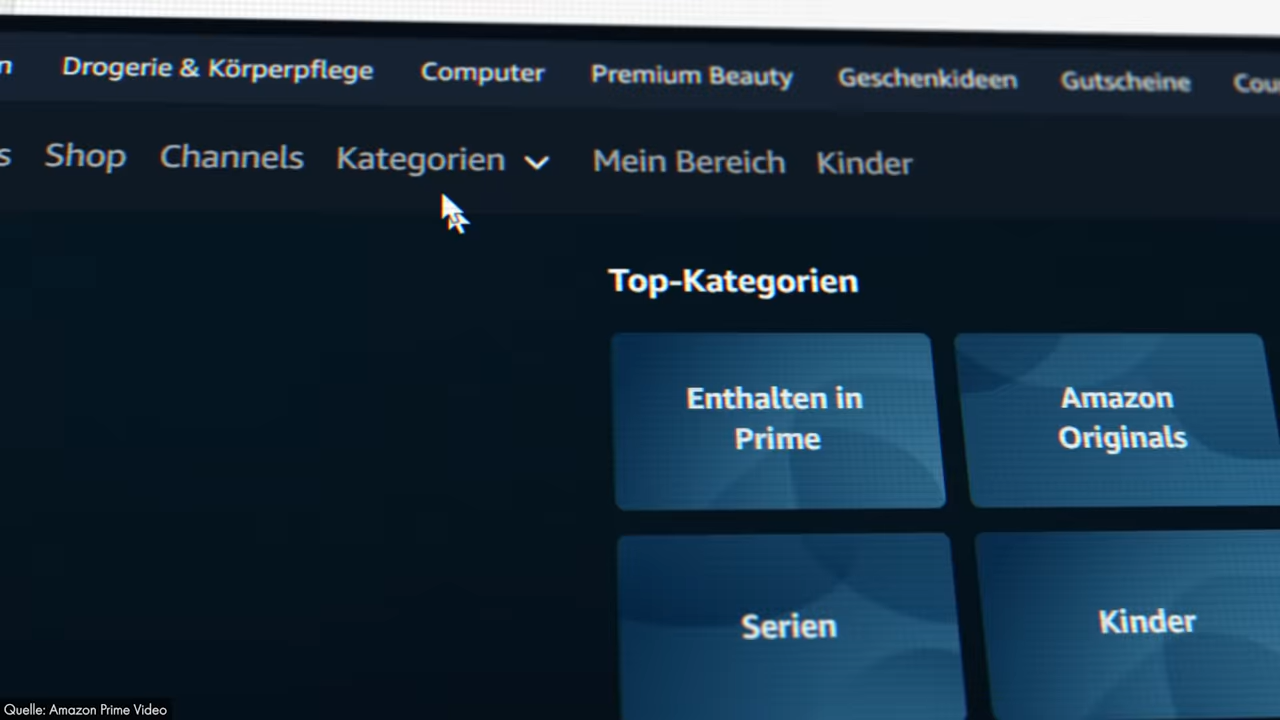 n Drogerie & Körperpflege Computer Premium Beauty Geschenkideen Gutscheine Cou
s Shop Channels Kategorien Mein Bereich Kinder
Top-Kategorien
Enthalten in
Prime
Amazon
Originals
Serien
Kinder
Quelle: Amazon Prime Video